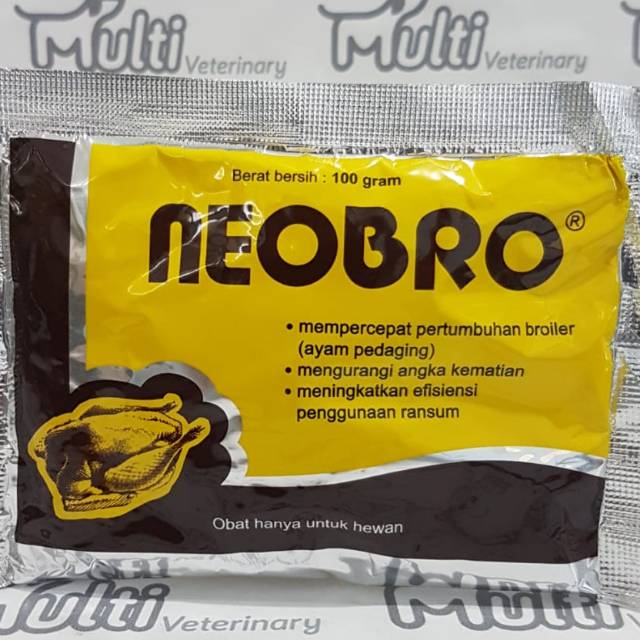 Multi Veterinary
Multi Veterinary
Berat bersih : 100 gram
NEOBRO®
• mempercepat pertumbuhan broiler
(ayam pedaging)
• mengurangi angka kematian
• meningkatkan efisiensi
penggunaan ransum
Obat hanya untuk hewan
Multi Veterinary
Multi Veterinary